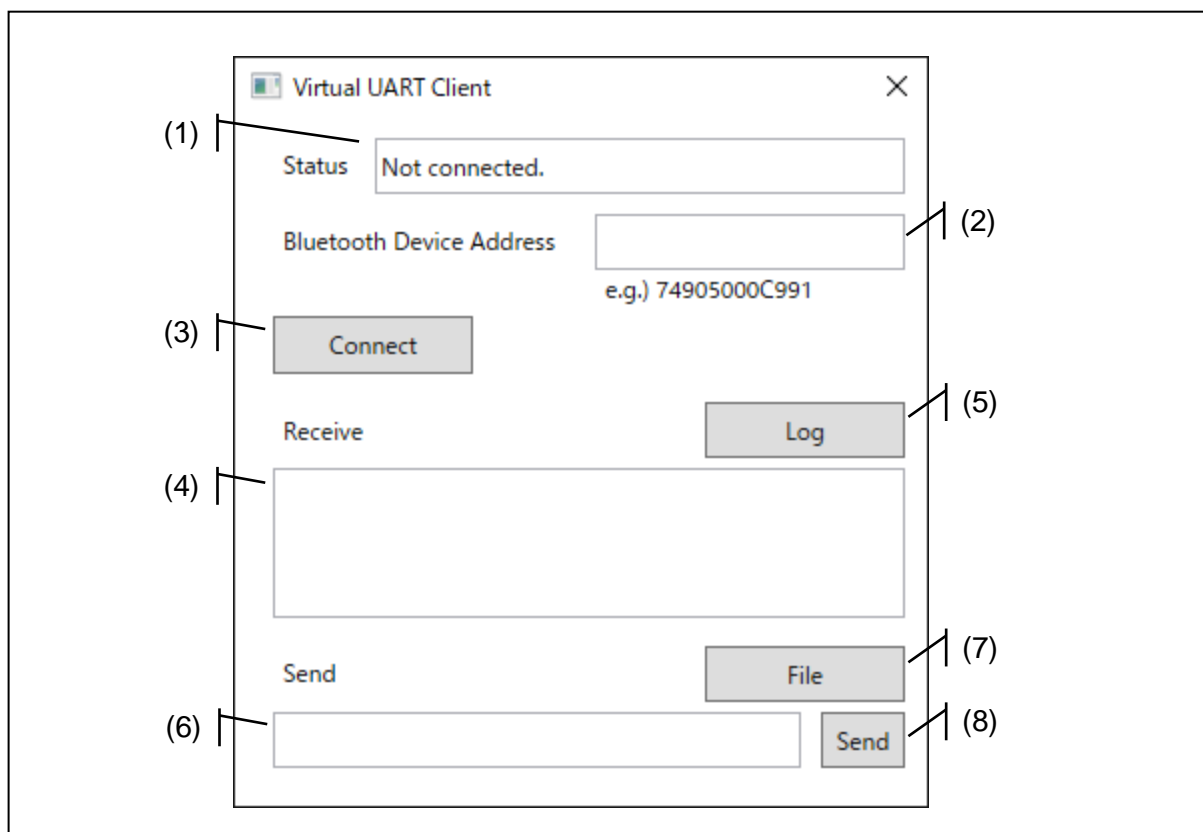 Virtual UART Client
(1)
Status Not connected.
Bluetooth Device Address
(2)
e.g.) 74905000C991
(3)
Connect
(5)
Receive
Log
(4)
Send
File
(7)
(6)
Send
(8)